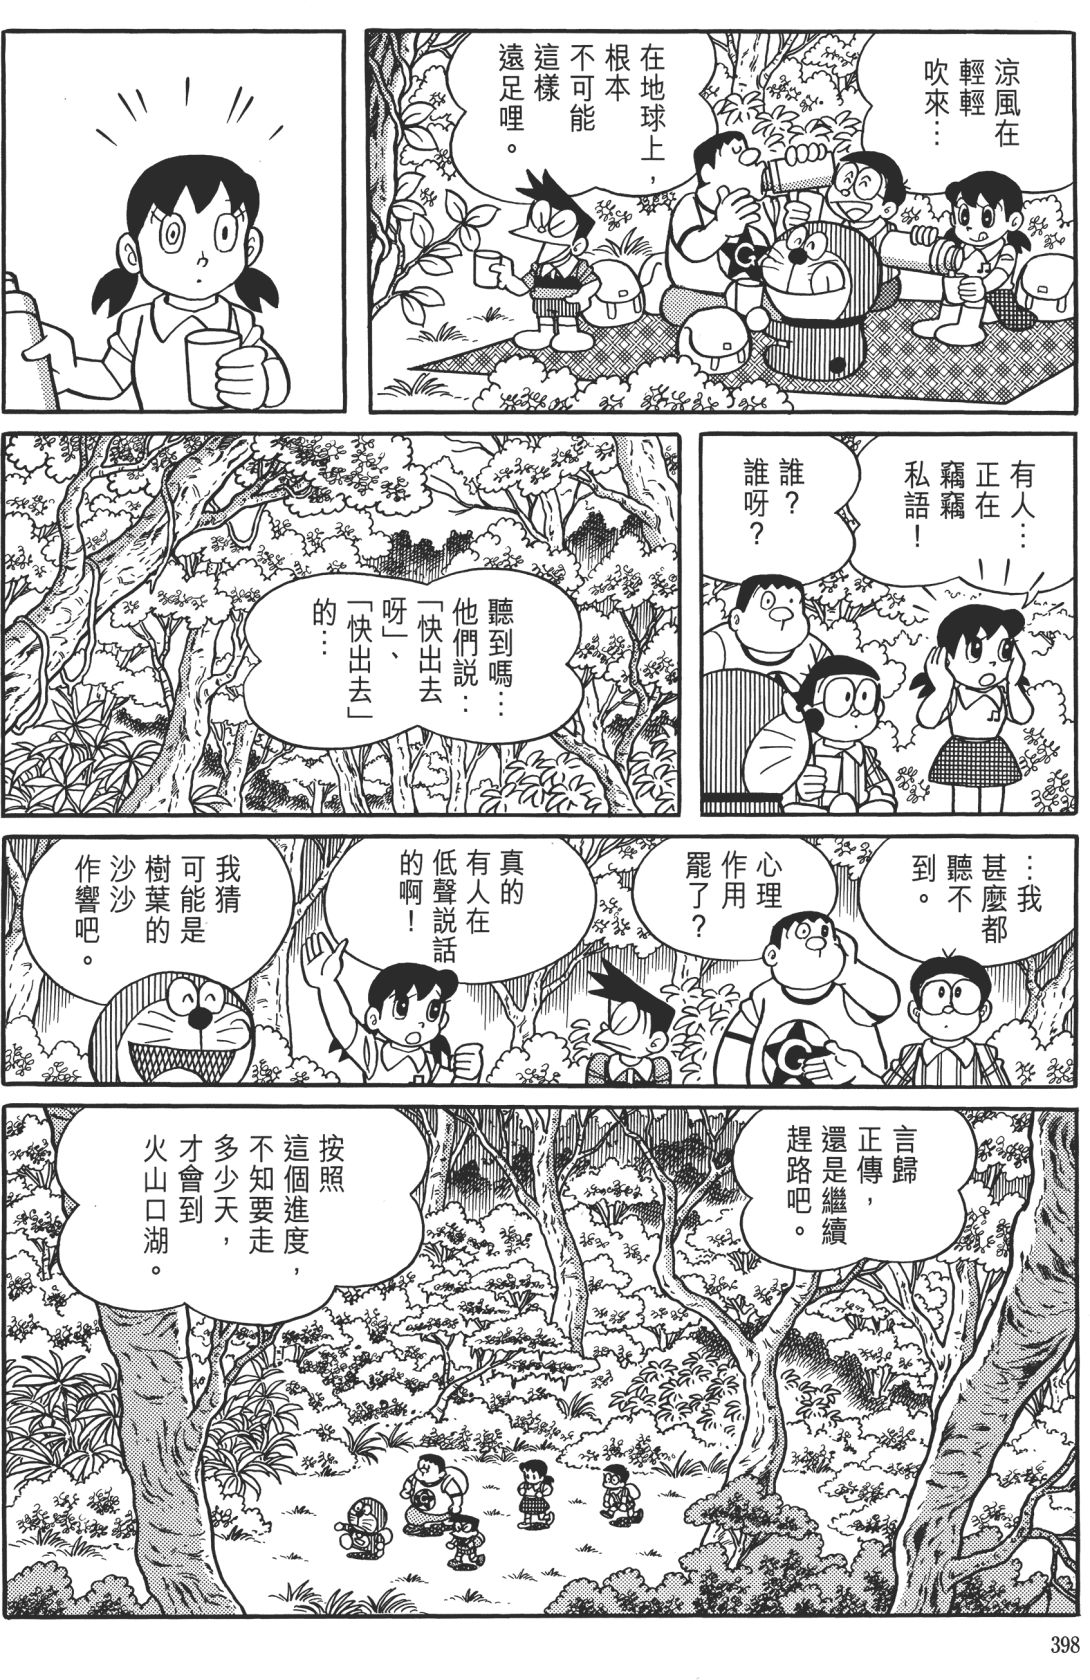 涼風在
輕輕
吹來…
在地球上，
根本
不可能
這樣
遠足哩。
有人…
正在
竊竊
私語！
誰？
誰呀？
聽到嗎…
他們說…
「快出去
呀」、
「快出去」
的…
…我
甚麼都
聽不
到。
心理
作用
罷了？
真的
有人在
低聲說話
的啊！
我猜
可能是
樹葉的
沙沙
作響吧。
言歸
正傳，
還是繼續
趕路吧。
按照
這個進度，
不知要走
多少天，
才會到
火山口湖。
398